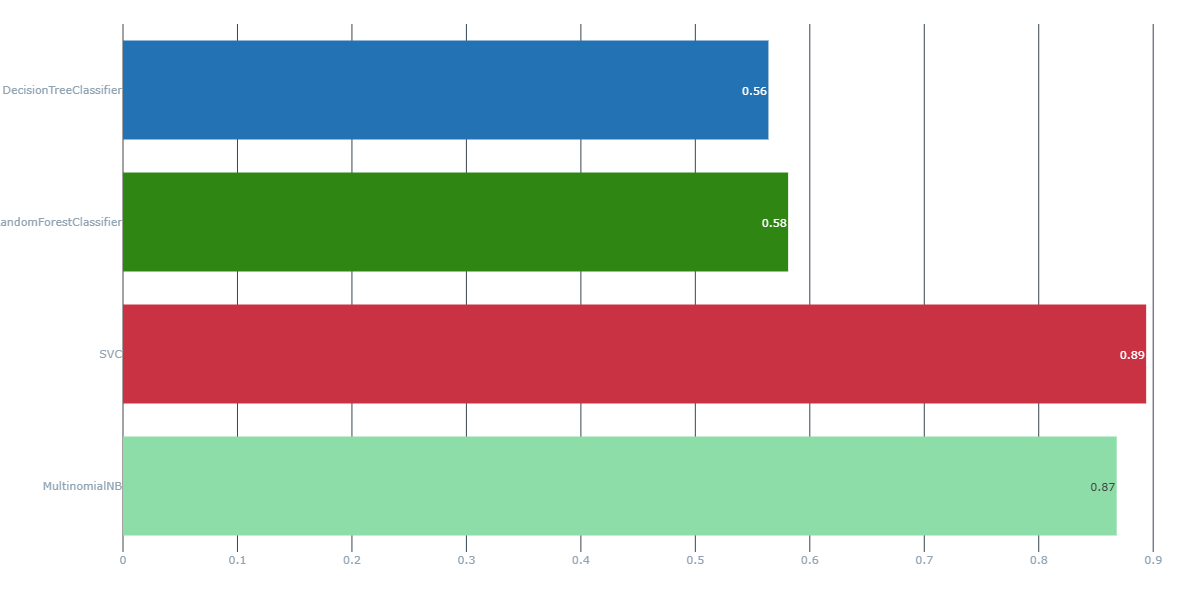 DecisionTreeClassifier
0.56
andomForestClassifier
0.58
SVC
0.89
MultinomialNB
0.87
0 0.1 0.2 0.3 0.4 0.5 0.6 0.7 0.8 0.9